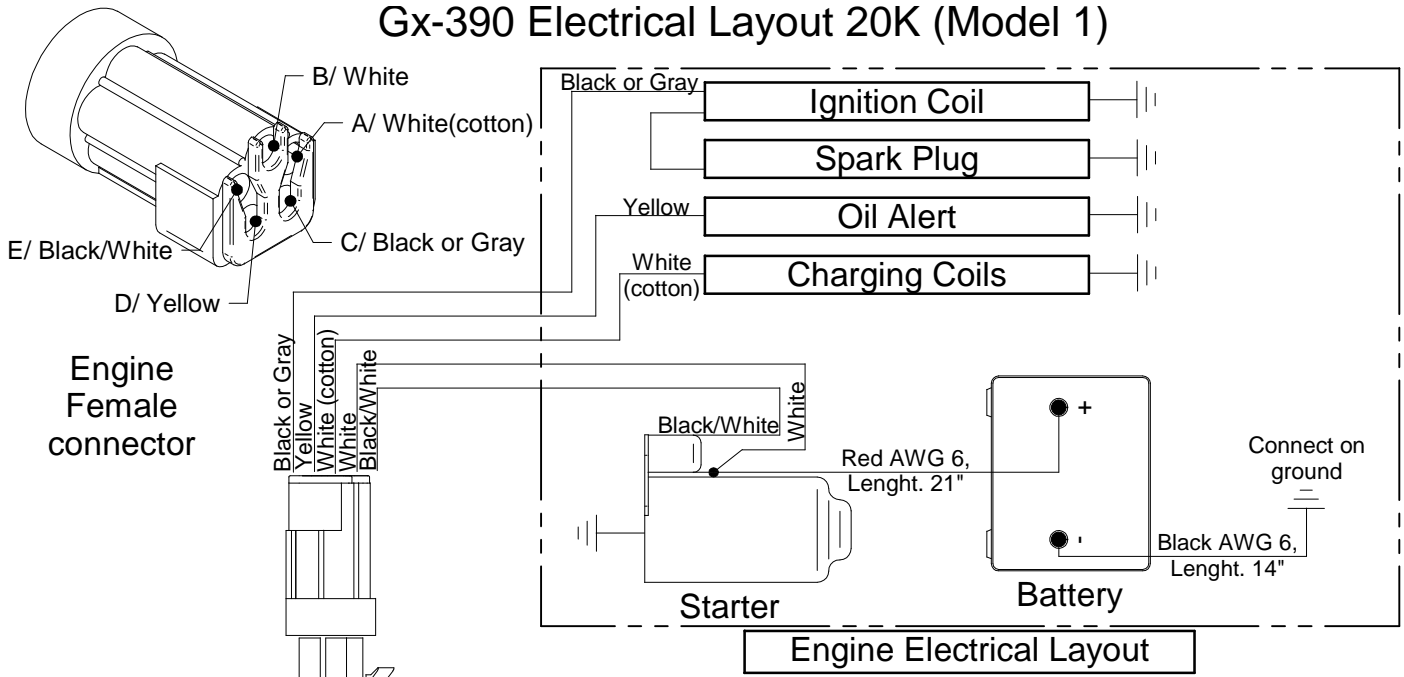 Gx-390 Electrical Layout 20K (Model 1)
B/ White
A/ White(cotton)
E/ Black/White
C/ Black or Gray
D/ Yellow
Engine
Female
connector
Black or Gray
Ignition Coil
Spark Plug
Yellow
Oil Alert
White
(cotton)
Charging Coils
Black or Gray
Yellow
White (cotton)
White
Black/White
Black/White
White
Red AWG 6,
Lenght. 21"
+
-
Connect on
ground
Black AWG 6,
Lenght. 14"
Starter
Battery
Engine Electrical Layout